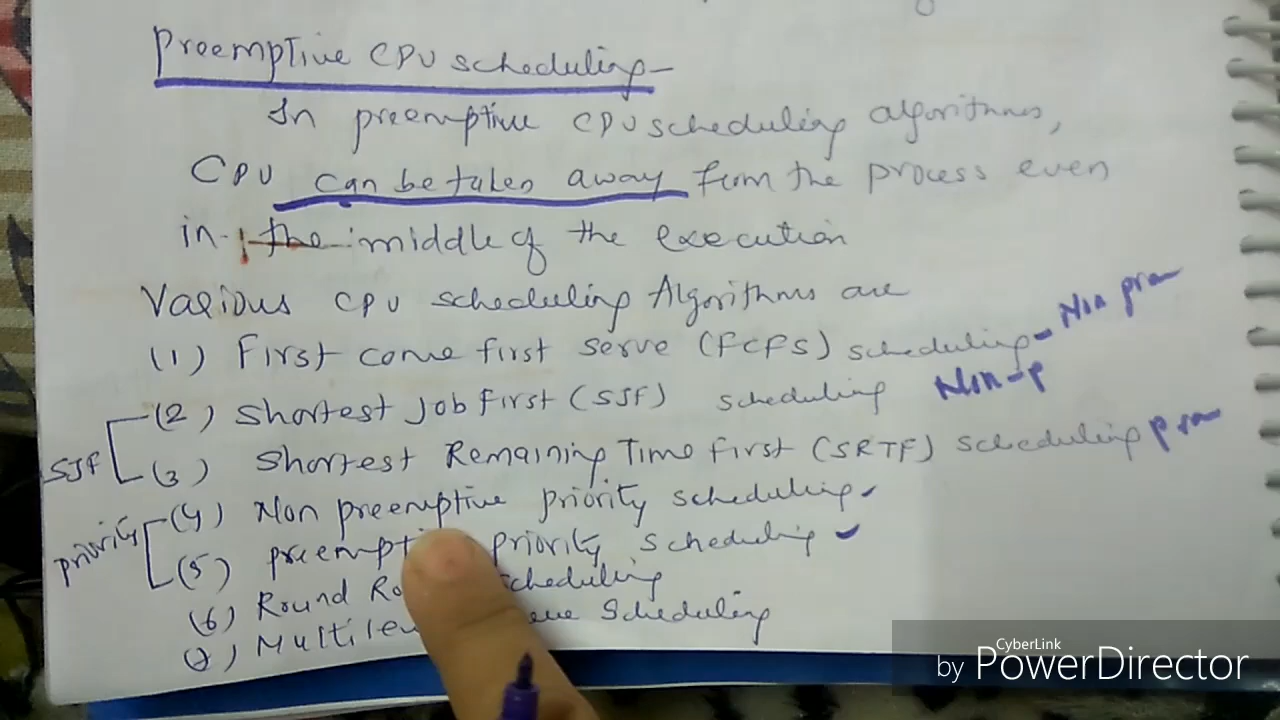 Preemptive CPU scheduling-
In preemptive CPU scheduling algorithms,
CPU can be taken away from the process even
in the middle of the execution
Various CPU scheduling Algorithms are
(1) First come first serve (FCFS) scheduling - Non pre
(2) Shortest Job First (SJF) scheduling Non-p
SJF
(3) Shortest Remaining Time First (SRTF) scheduling pre
(4) Non preemptive priority scheduling
priority
(5) preempti priority scheduling
(6) Round Ro scheduling
(7) Multilev eue Scheduling
CyberLink
by PowerDirector